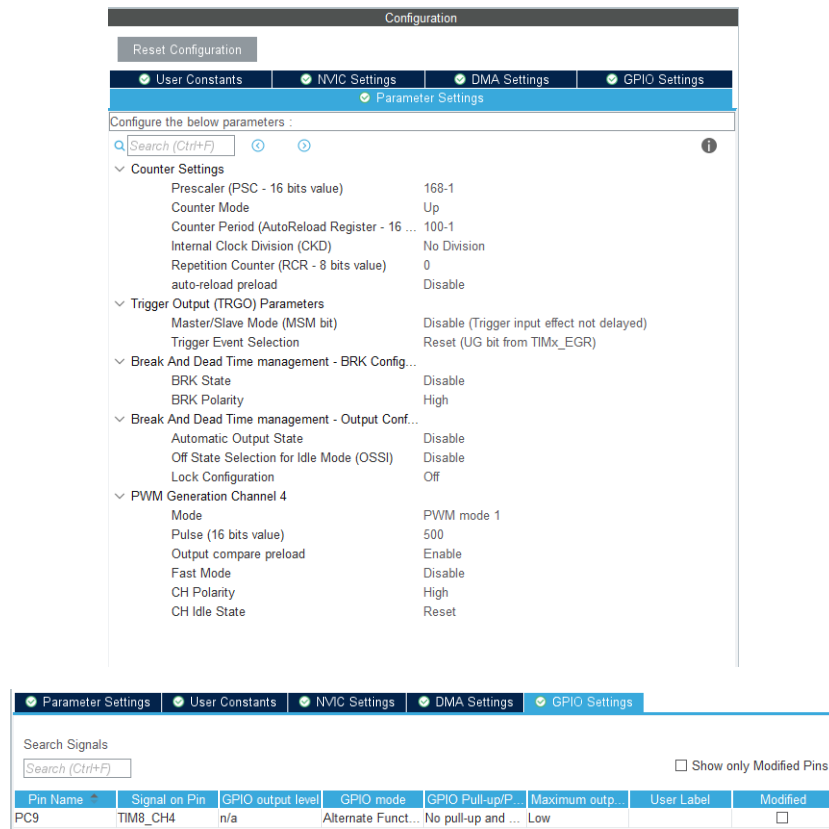 Configuration
Reset Configuration
User Constants NVIC Settings DMA Settings GPIO Settings
Parameter Settings
Configure the below parameters :
Search (Ctrl+F)
Counter Settings
Prescaler (PSC - 16 bits value) 168-1
Counter Mode Up
Counter Period (AutoReload Register - 16 ... 100-1
Internal Clock Division (CKD) No Division
Repetition Counter (RCR - 8 bits value) 0
auto-reload preload Disable
Trigger Output (TRGO) Parameters
Master/Slave Mode (MSM bit) Disable (Trigger input effect not delayed)
Trigger Event Selection Reset (UG bit from TIMx_EGR)
Break And Dead Time management - BRK Config...
BRK State Disable
BRK Polarity High
Break And Dead Time management - Output Conf...
Automatic Output State Disable
Off State Selection for Idle Mode (OSSI) Disable
Lock Configuration Off
PWM Generation Channel 4
Mode PWM mode 1
Pulse (16 bits value) 500
Output compare preload Enable
Fast Mode Disable
CH Polarity High
CH Idle State Reset
Parameter Settings User Constants NVIC Settings DMA Settings GPIO Settings
Search Signals
Search (Ctrl+F) Show only Modified Pins
Pin Name Signal on Pin GPIO output level GPIO mode GPIO Pull-up/P... Maximum outp... User Label Modified
PC9 TIM8_CH4 n/a Alternate Funct... No pull-up and ... Low